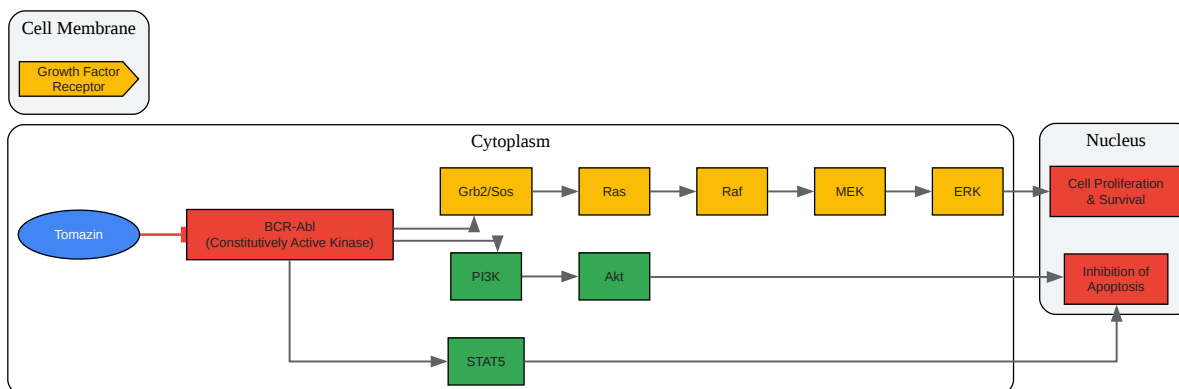 Cell Membrane
Growth Factor
Receptor
Cytoplasm
Nucleus
Grb2/Sos
Ras
Raf
MEK
ERK
Cell Proliferation
& Survival
Tomazin
BCR-Abl
(Constitutively Active Kinase)
PI3K
Akt
Inhibition of
Apoptosis
STAT5